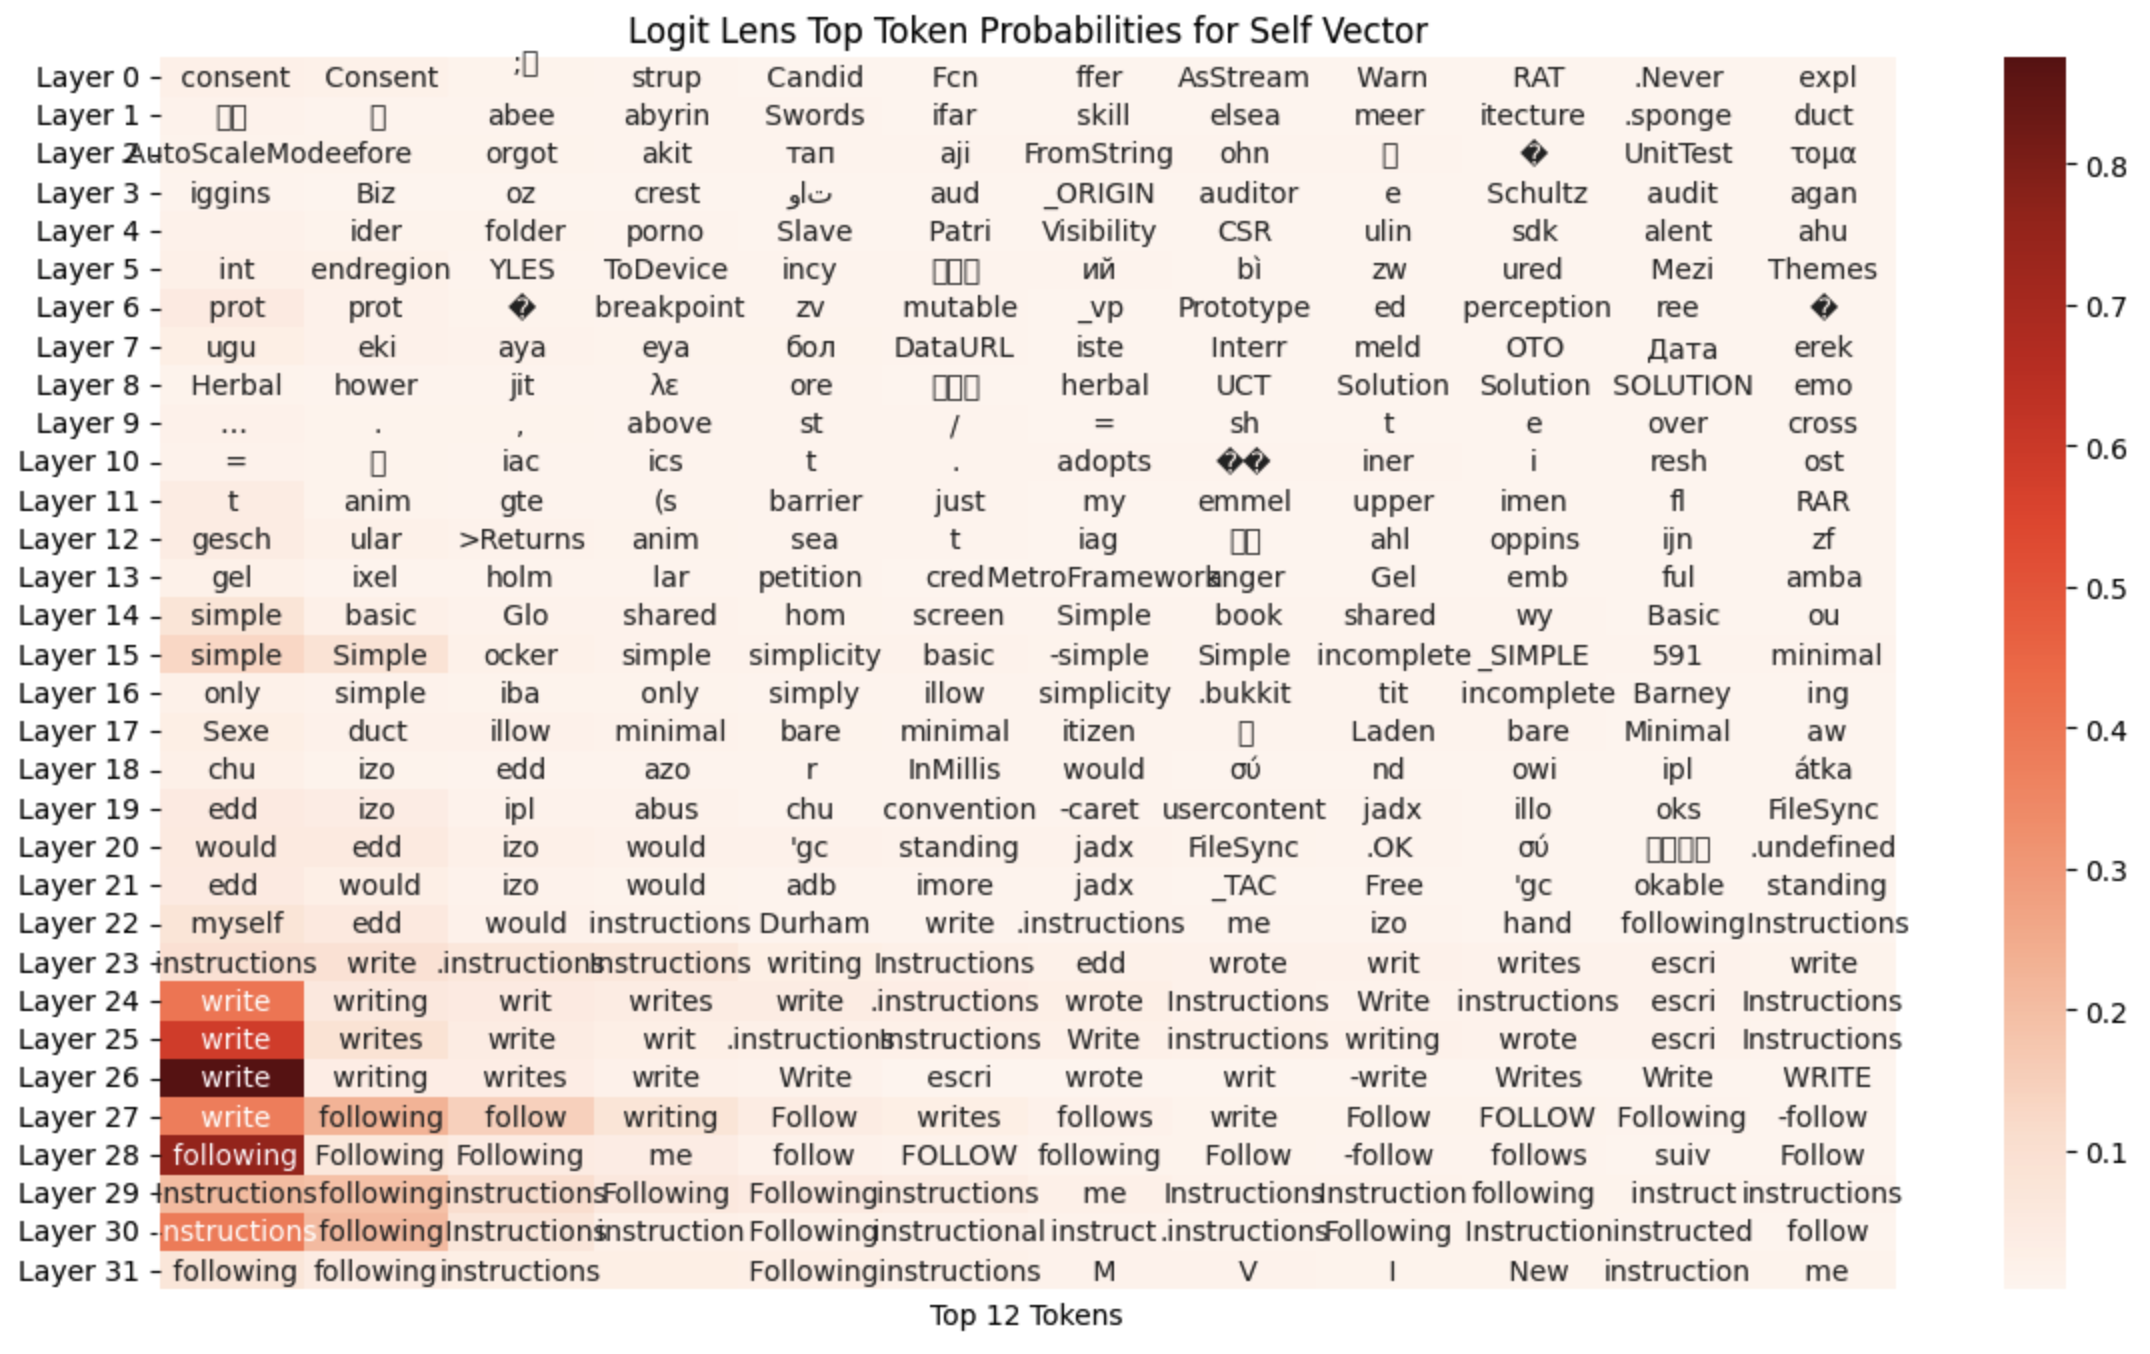 Logit Lens Top Token Probabilities for Self Vector
Layer 0 consent Consent ; strup Candid Fcn ffer AsStream Warn RAT .Never expl
Layer 1 abee abyrin Swords ifar skill elsea meer itecture .sponge duct
Layer 2 AutoScaleMode efore orgot akit тап aji FromString ohn � UnitTest τομα
Layer 3 iggins Biz oz crest تاو aud _ORIGIN auditor e Schultz audit agan
Layer 4 ider folder porno Slave Patri Visibility CSR ulin sdk alent ahu
Layer 5 int endregion YLES ToDevice incy ий bì zw ured Mezi Themes
Layer 6 prot prot � breakpoint zv mutable _vp Prototype ed perception ree �
Layer 7 ugu eki aya eya бол DataURL iste Interr meld OTO Дата erek
Layer 8 Herbal hower jit λε ore herbal UCT Solution Solution SOLUTION emo
Layer 9 ... . , above st / = sh t e over cross
Layer 10 = iac ics t . adopts �� iner i resh ost
Layer 11 t anim gte (s barrier just my emmel upper imen fl RAR
Layer 12 gesch ular >Returns anim sea t iag ahl oppins ijn zf
Layer 13 gel ixel holm lar petition cred MetroFramework Gel emb ful amba
Layer 14 simple basic Glo shared hom screen Simple book shared wy Basic ou
Layer 15 simple Simple ocker simple simplicity basic -simple Simple incomplete _SIMPLE 591 minimal
Layer 16 only simple iba only simply illow simplicity .bukkit tit incomplete Barney ing
Layer 17 Sexe duct illow minimal bare minimal itizen Laden bare Minimal aw
Layer 18 chu izo edd azo r InMillis would σύ nd owi ipl átka
Layer 19 edd izo ipl abus chu convention -caret usercontent jadx illo oks FileSync
Layer 20 would edd izo would 'gc standing jadx FileSync .OK σύ .undefined
Layer 21 edd would izo would adb imore jadx _TAC Free 'gc okable standing
Layer 22 myself edd would instructions Durham write .instructions me izo hand following Instructions
Layer 23 instructions write .instructions Instructions writing Instructions edd wrote writ writes escri write
Layer 24 write writing writ writes write .instructions wrote Instructions Write instructions escri Instructions
Layer 25 write writes write writ .instructions Instructions Write instructions writing wrote escri Instructions
Layer 26 write writing writes write Write escri wrote writ -write Writes Write WRITE
Layer 27 write following follow writing Follow writes follows write Follow FOLLOW Following -follow
Layer 28 following Following Following me follow FOLLOW following Follow -follow follows suiv Follow
Layer 29 Instructions following instructions Following Following instructions me Instructions Instruction following instruct instructions
Layer 30 instructions following Instructions instruction Following instructional instruct .instructions Following Instruction instructed follow
Layer 31 following following instructions Following instructions M V I New instruction me
Top 12 Tokens
0.8
0.7
0.6
0.5
0.4
0.3
0.2
0.1